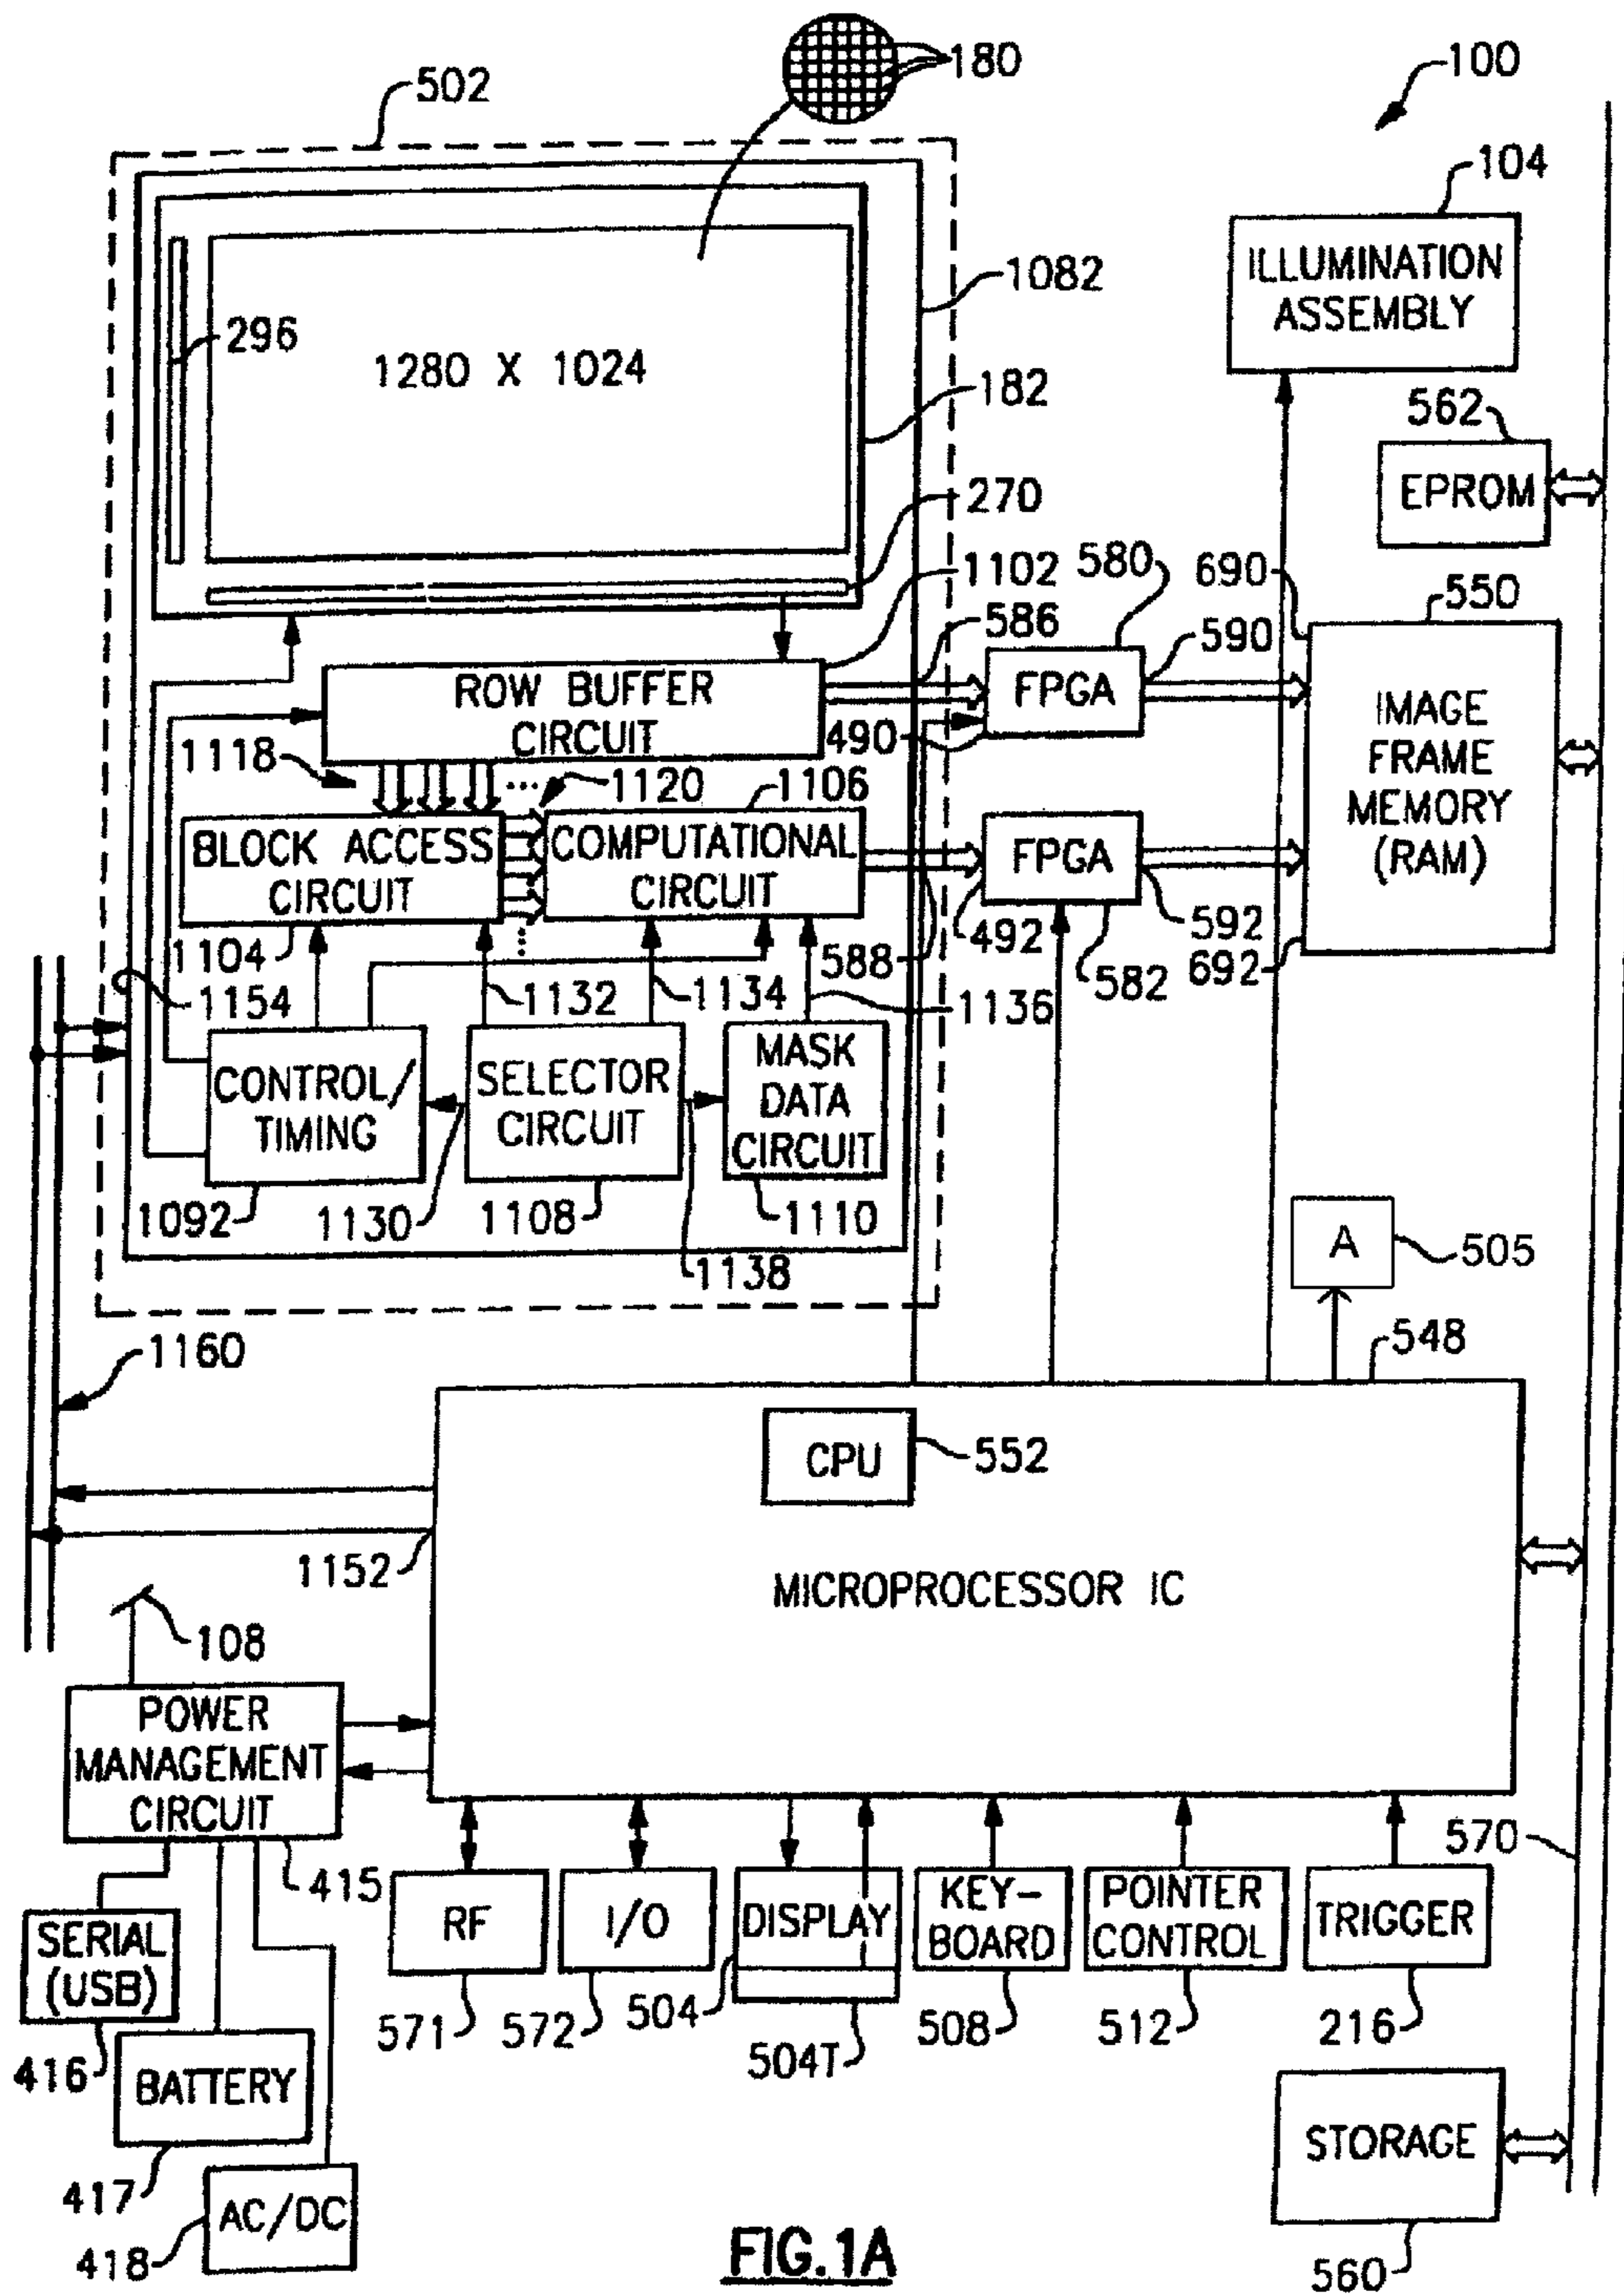 180
100
502
104
ILLUMINATION
ASSEMBLY
1082
296
1280 X 1024
182
562
EPROM
270
1102
580
690
550
586
590
ROW BUFFER
CIRCUIT
FPGA
IMAGE
FRAME
MEMORY
(RAM)
490
1118
...
1120
1106
BLOCK ACCESS
CIRCUIT
COMPUTATIONAL
CIRCUIT
FPGA
592
692
1104
...
588
492
582
1154
1132
1134
1136
CONTROL/
TIMING
SELECTOR
CIRCUIT
MASK
DATA
CIRCUIT
1092
1130
1108
1110
1138
A
505
1160
548
CPU
552
1152
MICROPROCESSOR IC
108
POWER
MANAGEMENT
CIRCUIT
415
570
SERIAL
(USB)
RF
I/O
DISPLAY
KEY-
BOARD
POINTER
CONTROL
TRIGGER
416
571
572
504
504T
508
512
216
BATTERY
417
STORAGE
AC/DC
418
560
FIG.1A